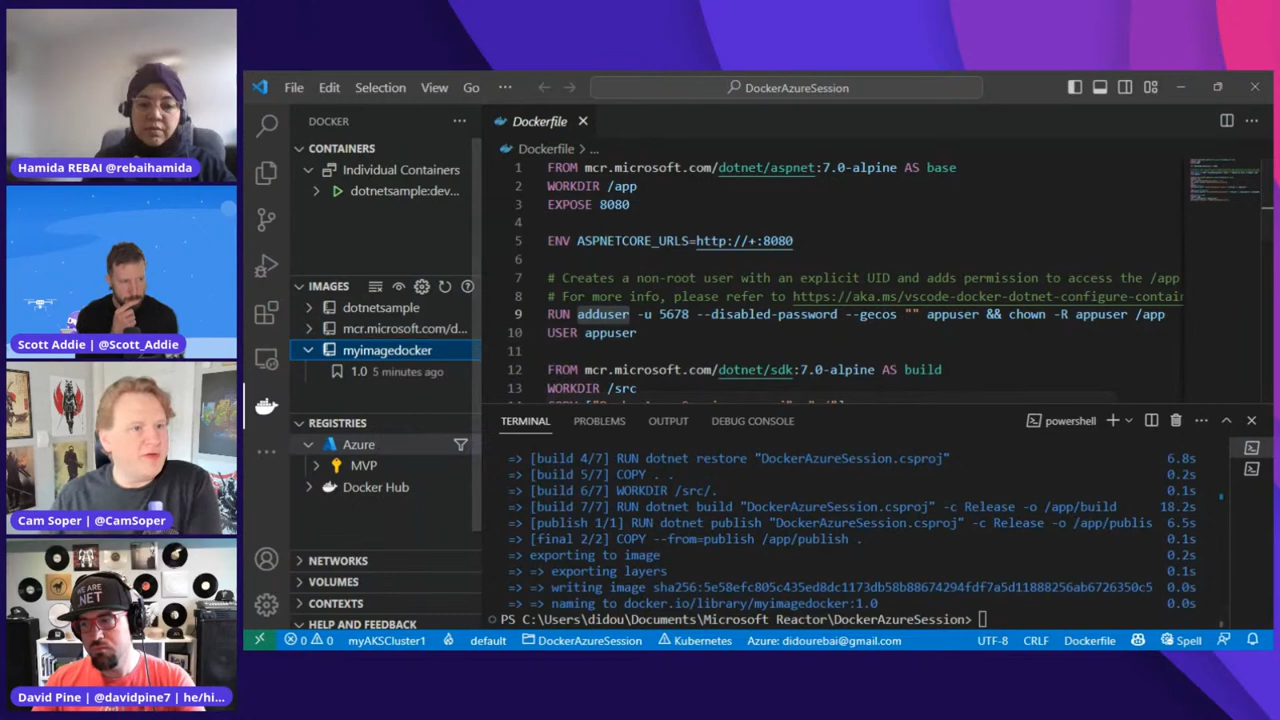 Hamida REBAI @rebaihamida
Scott Addie | @Scott_Addie
Cam Soper | @CamSoper
WE ARE
.NET
David Pine | @davidpine7 | he/hi...
File Edit Selection View Go ...
DockerAzureSession
DOCKER
CONTAINERS
Individual Containers
dotnetsample:dev...
IMAGES
dotnetsample
mcr.microsoft.com/d...
myimagedocker
1.0 5 minutes ago
REGISTRIES
Azure
MVP
Docker Hub
NETWORKS
VOLUMES
CONTEXTS
HELP AND FEEDBACK
Dockerfile
Dockerfile > ...
1 FROM mcr.microsoft.com/dotnet/aspnet:7.0-alpine AS base
2 WORKDIR /app
3 EXPOSE 8080
4
5 ENV ASPNETCORE_URLS=http://+:8080
6
7 # Creates a non-root user with an explicit UID and adds permission to access the /app
8 # For more info, please refer to https://aka.ms/vscode-docker-dotnet-configure-contain
9 RUN adduser -u 5678 --disabled-password --gecos "" appuser && chown -R appuser /app
10 USER appuser
11
12 FROM mcr.microsoft.com/dotnet/sdk:7.0-alpine AS build
13 WORKDIR /src
TERMINAL PROBLEMS OUTPUT DEBUG CONSOLE
powershell
=> [build 4/7] RUN dotnet restore "DockerAzureSession.csproj" 6.8s
=> [build 5/7] COPY . . 0.2s
=> [build 6/7] WORKDIR /src/. 0.1s
=> [build 7/7] RUN dotnet build "DockerAzureSession.csproj" -c Release -o /app/build 18.2s
=> [publish 1/1] RUN dotnet publish "DockerAzureSession.csproj" -c Release -o /app/publis 6.5s
=> [final 2/2] COPY --from=publish /app/publish . 0.1s
=> exporting to image 0.2s
=> => exporting layers 0.1s
=> => writing image sha256:5e58efc805c435ed8dc1173db58b88674294fdf7a5d11888256ab6726350c5 0.0s
=> => naming to docker.io/library/myimagedocker:1.0 0.0s
PS C:\Users\didou\Documents\Microsoft Reactor\DockerAzureSession>
0 0 myAKSCluster1 default DockerAzureSession Kubernetes Azure: didourebai@gmail.com UTF-8 CRLF Dockerfile Spell